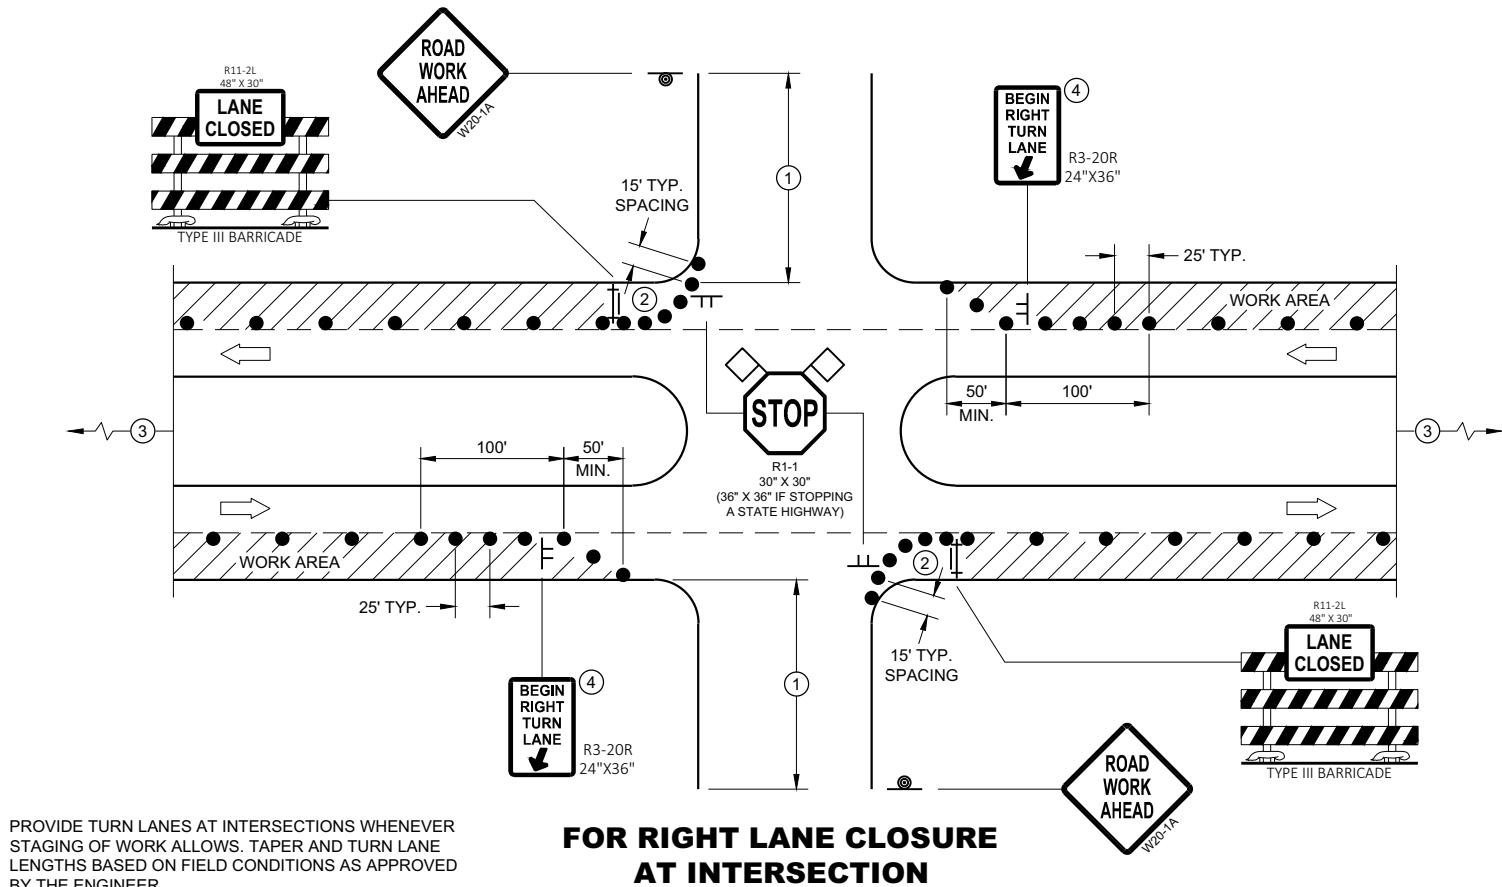 ROAD
WORK
AHEAD
W20-1A
R11-2L
48" X 30"
LANE
CLOSED
TYPE III BARRICADE
15' TYP.
SPACING
1
BEGIN
RIGHT
TURN
LANE
4
R3-20R
24"X36"
25' TYP.
2
WORK AREA
STOP
R1-1
30" X 30"
(36" X 36" IF STOPPING
A STATE HIGHWAY)
50'
MIN.
100'
3
3
100'
50'
MIN.
WORK AREA
25' TYP.
2
15' TYP.
SPACING
1
BEGIN
RIGHT
TURN
LANE
4
R3-20R
24"X36"
R11-2L
48" X 30"
LANE
CLOSED
TYPE III BARRICADE
ROAD
WORK
AHEAD
W20-1A
PROVIDE TURN LANES AT INTERSECTIONS WHENEVER
STAGING OF WORK ALLOWS. TAPER AND TURN LANE
LENGTHS BASED ON FIELD CONDITIONS AS APPROVED
BY THE ENGINEER
FOR RIGHT LANE CLOSURE
AT INTERSECTION